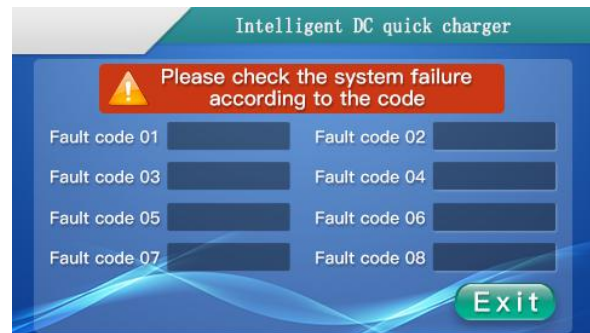 Intelligent DC quick charger
Please check the system failure
according to the code
Fault code 01
Fault code 02
Fault code 03
Fault code 04
Fault code 05
Fault code 06
Fault code 07
Fault code 08
Exit